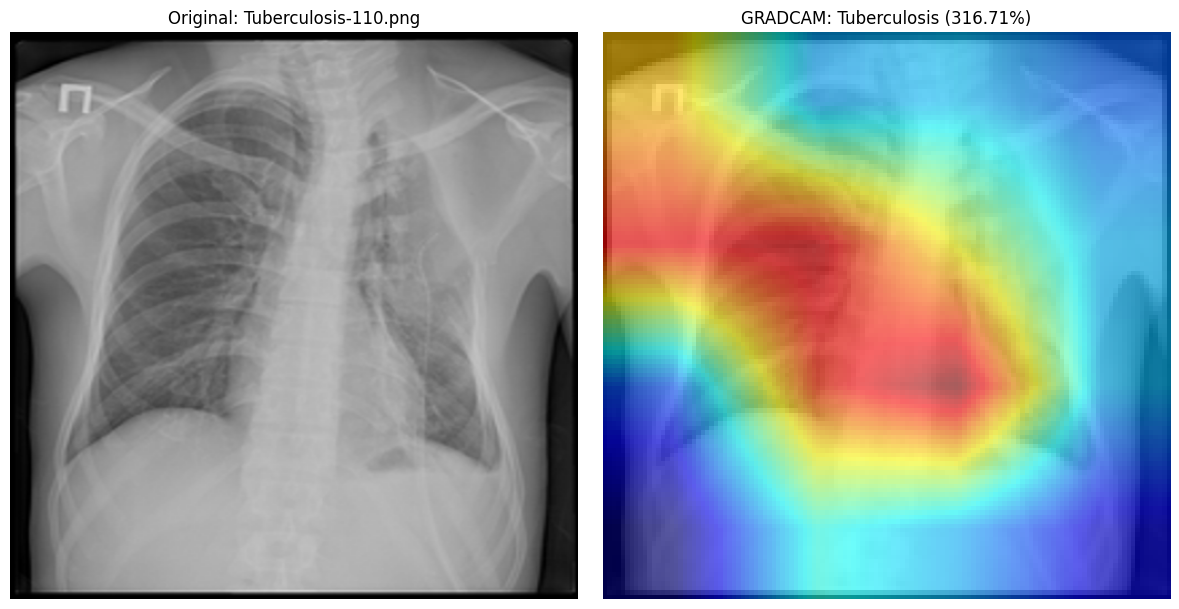 Original: Tuberculosis-110.png
GRADCAM: Tuberculosis (316.71%)
П
П